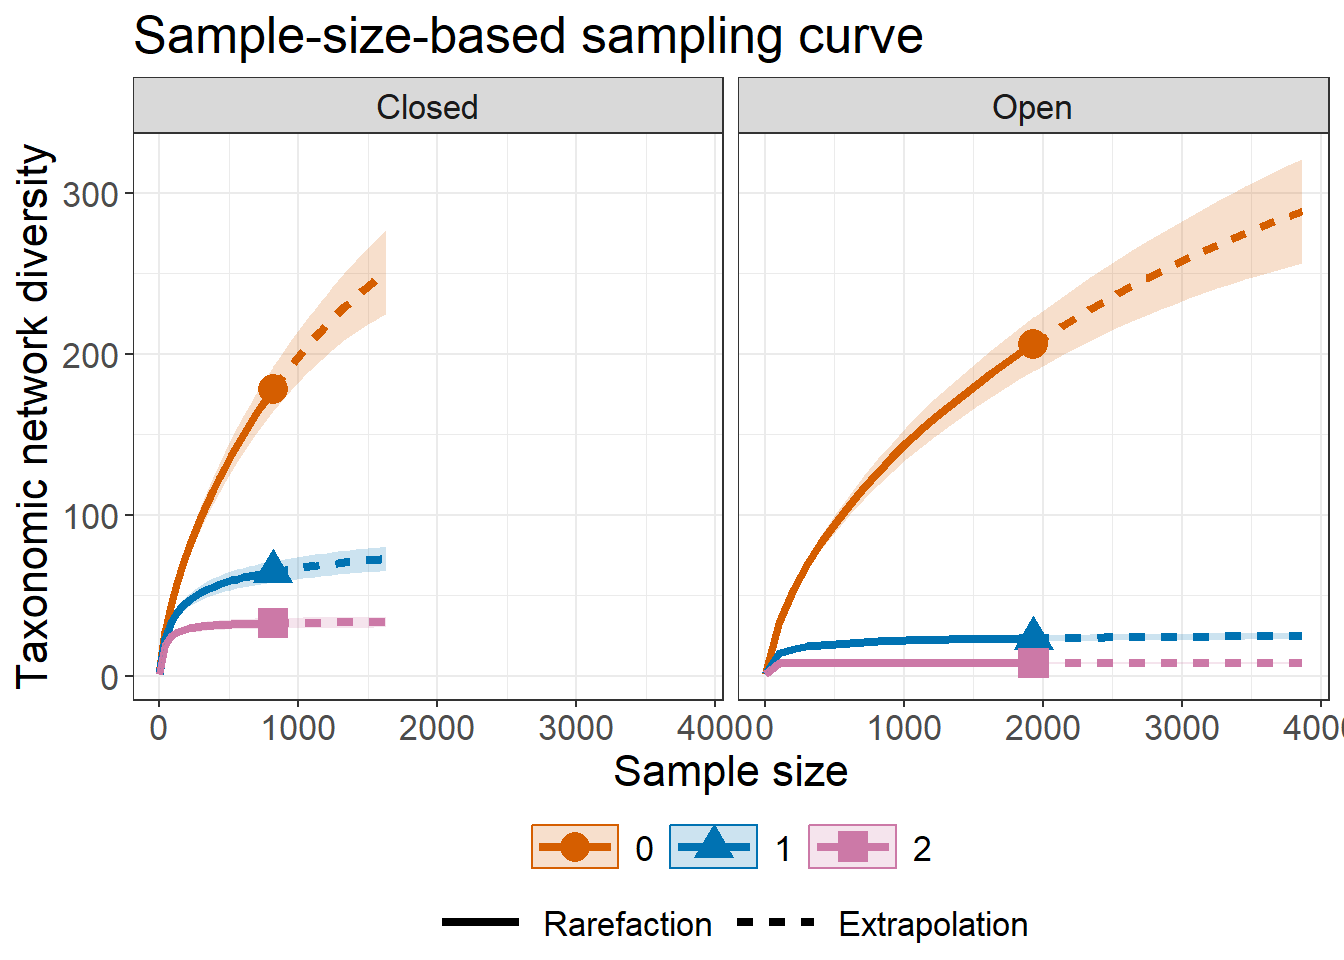 Sample-size-based sampling curve
Closed
Open
Taxonomic network diversity
300
200
100
0
0 1000 2000 3000 4000
0 1000 2000 3000 400
Sample size
0 1 2
Rarefaction Extrapolation